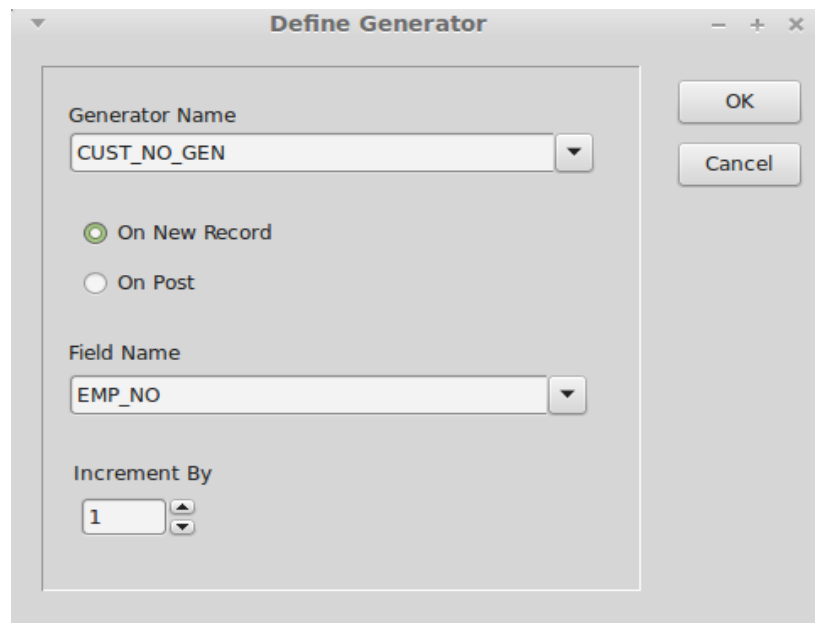 Define Generator
Generator Name
OK
CUST_NO_GEN
Cancel
On New Record
On Post
Field Name
EMP_NO
Increment By
1